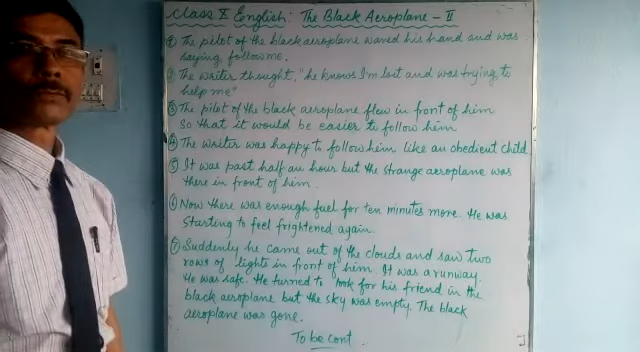 Class X English: The Black Aeroplane - II
① The pilot of the black aeroplane waved his hand and was
saying, follow me.
② The writer thought, "he knows I'm lost and was trying to
help me"
③ The pilot of the black aeroplane flew in front of him
so that it would be easier to follow him
④ The writer was happy to follow him like an obedient child
⑤ It was past half an hour but the strange aeroplane was
there in front of him.
⑥ Now there was enough fuel for ten minutes more. He was
starting to feel frightened again.
⑦ Suddenly he came out of the clouds and saw two
rows of lights in front of him. It was a runway.
He was safe. He turned to look for his friend in the
black aeroplane but the sky was empty. The black
aeroplane was gone.
To be cont